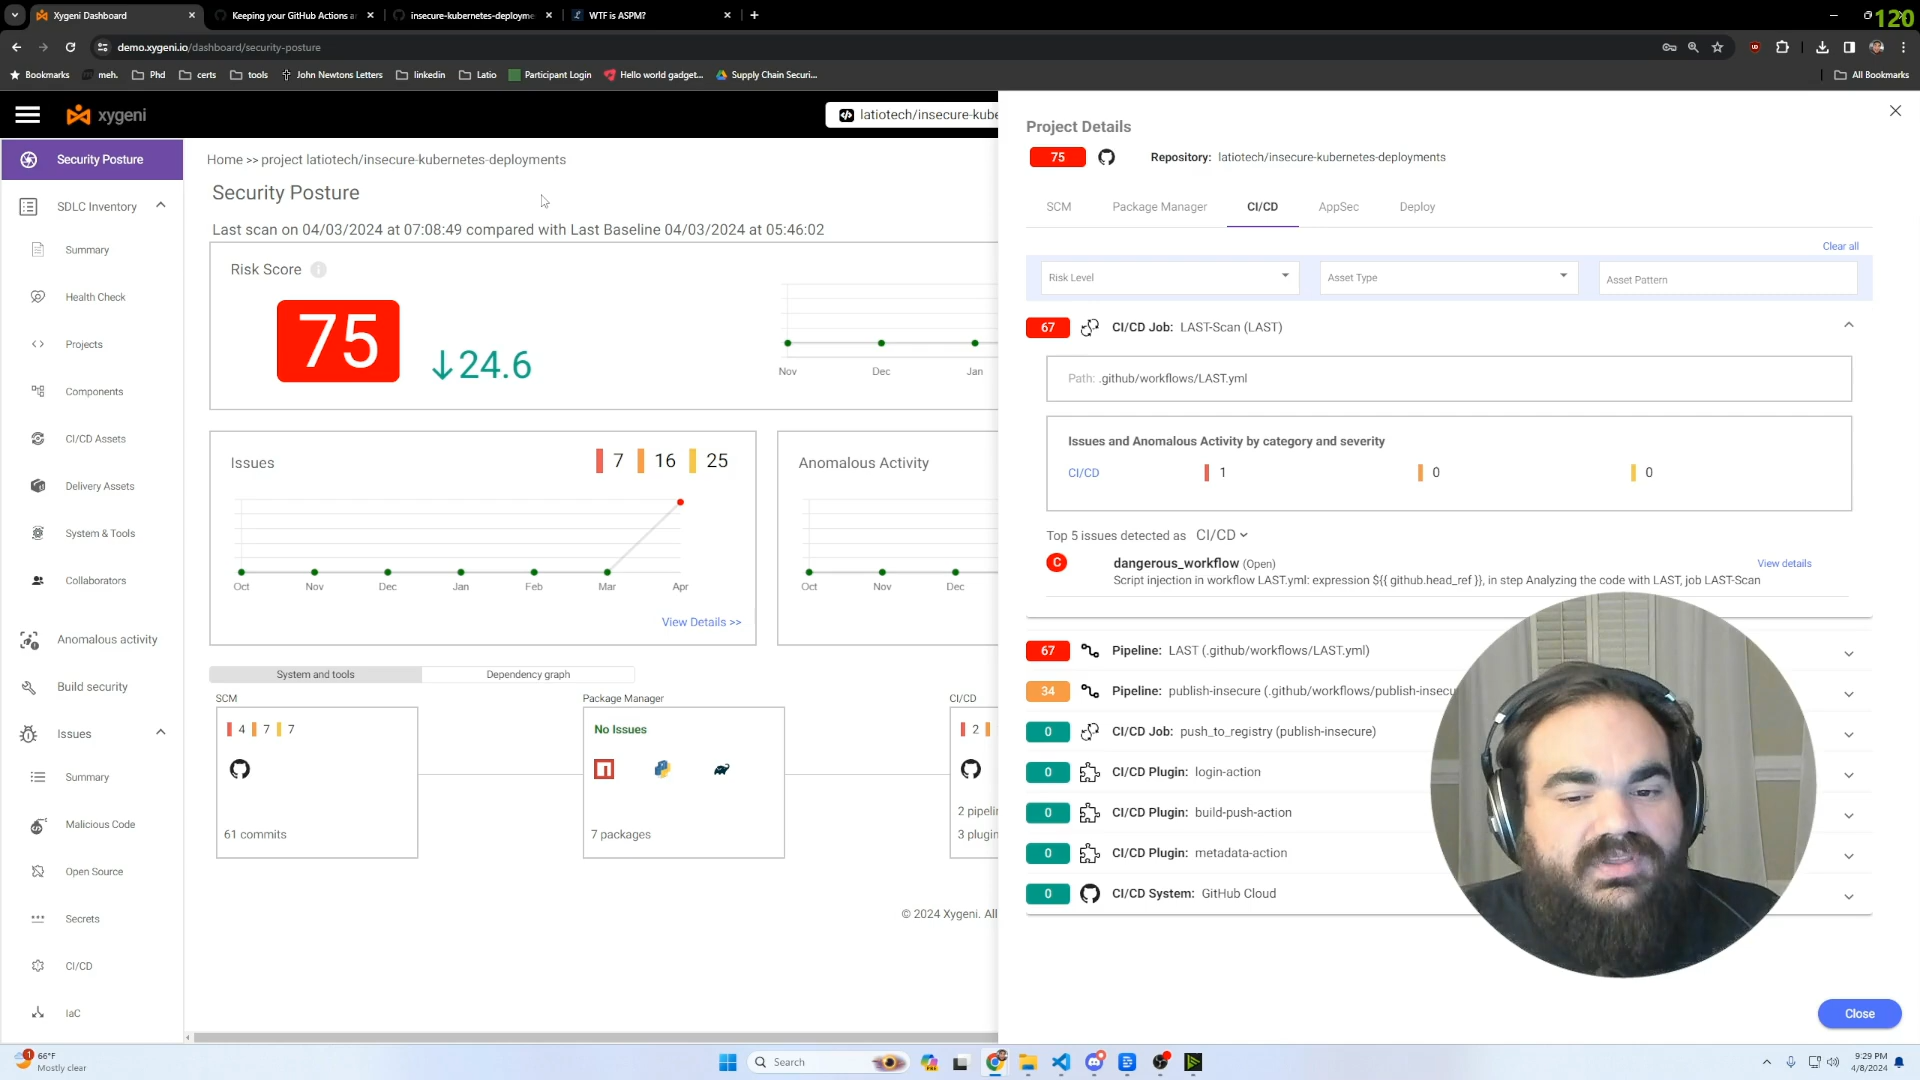 Xygeni Dashboard
Keeping your GitHub Actions a
insecure-kubernetes-deployme
WTF is ASPM?
120
demo.xygeni.io/dashboard/security-posture
Bookmarks
meh.
Phd
certs
tools
John Newtons Letters
linkedin
Latio
Participant Login
Hello world gadget...
Supply Chain Securi...
All Bookmarks
xygeni
latiotech/insecure-kube
Security Posture
SDLC Inventory
Summary
Health Check
Projects
Components
CI/CD Assets
Delivery Assets
System & Tools
Collaborators
Anomalous activity
Build security
Issues
Summary
Malicious Code
Open Source
Secrets
CI/CD
IaC
Home >> project latiotech/insecure-kubernetes-deployments
Security Posture
Last scan on 04/03/2024 at 07:08:49 compared with Last Baseline 04/03/2024 at 05:46:02
Risk Score
75
↓24.6
Nov
Dec
Jan
Issues
7
16
25
Oct
Nov
Dec
Jan
Feb
Mar
Apr
View Details >>
Anomalous Activity
Oct
Nov
Dec
System and tools
Dependency graph
SCM
4
7
7
61 commits
Package Manager
No Issues
7 packages
CI/CD
2
2 pipelin
3 plugin
© 2024 Xygeni. All
Project Details
75
Repository: latiotech/insecure-kubernetes-deployments
SCM
Package Manager
CI/CD
AppSec
Deploy
Clear all
Risk Level
Asset Type
Asset Pattern
67
CI/CD Job: LAST-Scan (LAST)
Path: .github/workflows/LAST.yml
Issues and Anomalous Activity by category and severity
CI/CD
1
0
0
Top 5 issues detected as CI/CD
C
dangerous_workflow (Open)
View details
Script injection in workflow LAST.yml: expression ${{ github.head_ref }}, in step Analyzing the code with LAST, job LAST-Scan
67
Pipeline: LAST (.github/workflows/LAST.yml)
34
Pipeline: publish-insecure (.github/workflows/publish-insecu
0
CI/CD Job: push_to_registry (publish-insecure)
0
CI/CD Plugin: login-action
0
CI/CD Plugin: build-push-action
0
CI/CD Plugin: metadata-action
0
CI/CD System: GitHub Cloud
Close
1
66°F
Mostly clear
Search
9:29 PM
4/8/2024